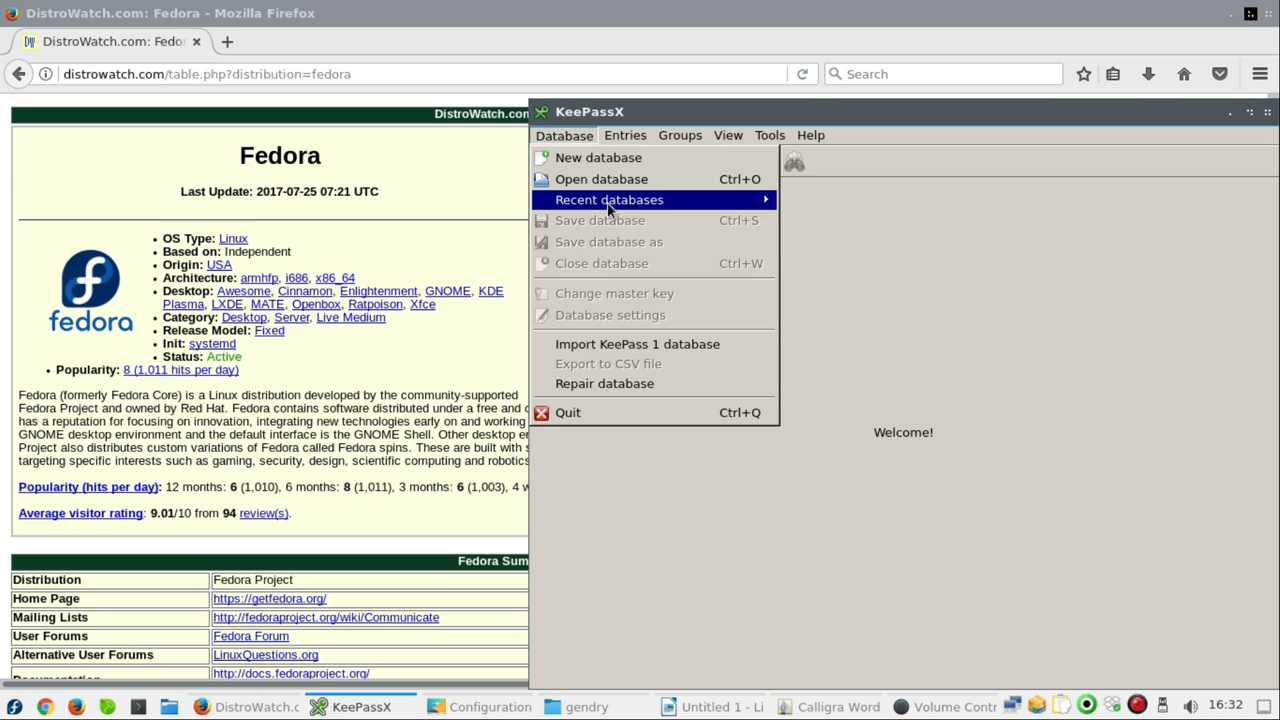 DistroWatch.com: Fedora - Mozilla Firefox
DistroWatch.com: Fedo
distrowatch.com/table.php?distribution=fedora
Search
DistroWatch.com
Fedora
Last Update: 2017-07-25 07:21 UTC
fedora
• OS Type: Linux
• Based on: Independent
• Origin: USA
• Architecture: armhfp, i686, x86_64
• Desktop: Awesome, Cinnamon, Enlightenment, GNOME, KDE
Plasma, LXDE, MATE, Openbox, Ratpoison, Xfce
• Category: Desktop, Server, Live Medium
• Release Model: Fixed
• Init: systemd
• Status: Active
• Popularity: 8 (1,011 hits per day)
Fedora (formerly Fedora Core) is a Linux distribution developed by the community-supported
Fedora Project and owned by Red Hat. Fedora contains software distributed under a free and
has a reputation for focusing on innovation, integrating new technologies early on and working
GNOME desktop environment and the default interface is the GNOME Shell. Other desktop
Project also distributes custom variations of Fedora called Fedora spins. These are built with
targeting specific interests such as gaming, security, design, scientific computing and robotics
Popularity (hits per day): 12 months: 6 (1,010), 6 months: 8 (1,011), 3 months: 6 (1,003), 4
Average visitor rating: 9.01/10 from 94 review(s).
Fedora Sum
Distribution Fedora Project
Home Page https://getfedora.org/
Mailing Lists http://fedoraproject.org/wiki/Communicate
User Forums Fedora Forum
Alternative User Forums LinuxQuestions.org
http://docs.fedoraproject.org/
KeePassX
Database Entries Groups View Tools Help
New database
Open database Ctrl+O
Recent databases
Save database Ctrl+S
Save database as
Close database Ctrl+W
Change master key
Database settings
Import KeePass 1 database
Export to CSV file
Repair database
Quit Ctrl+Q
Welcome!
DistroWatch.c KeePassX Configuration gendry Untitled 1 - Li Calligra Word Volume Contr 16:32